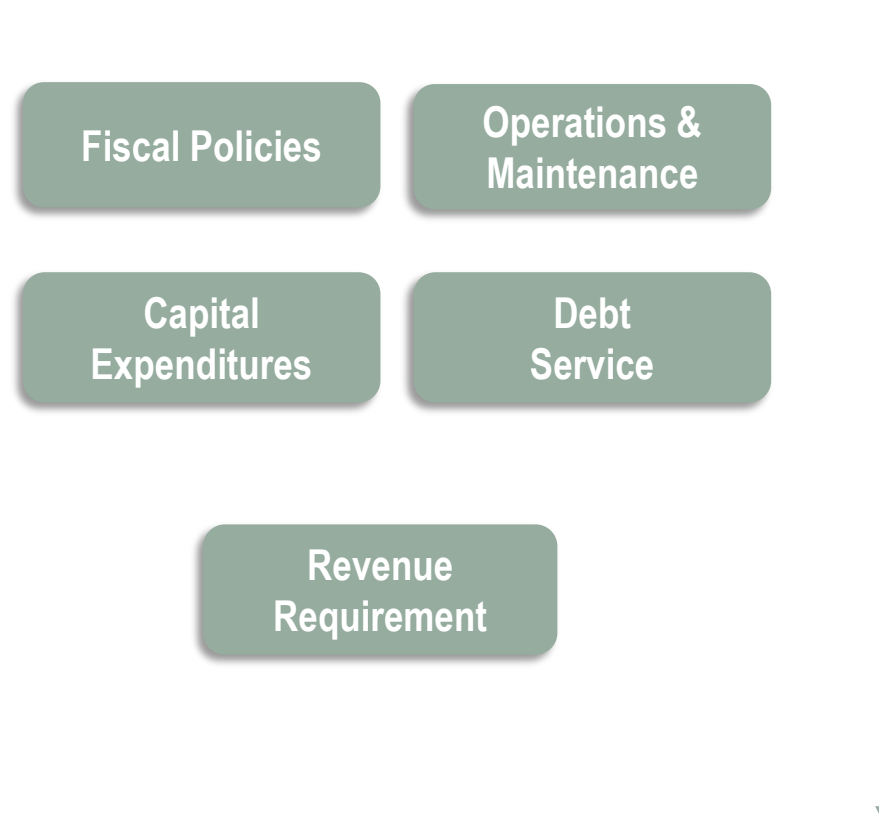 Fiscal Policies
Operations &
Maintenance
Capital
Expenditures
Debt
Service
Revenue
Requirement